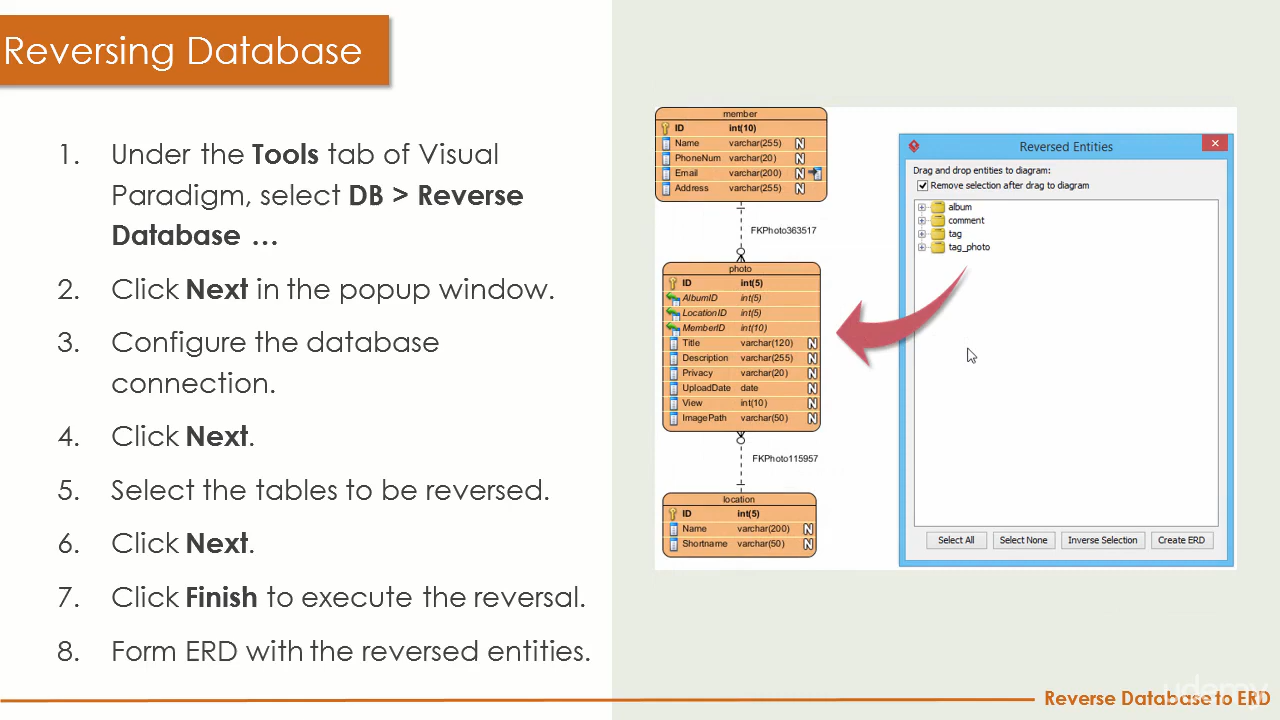 Reversing Database
1. Under the Tools tab of Visual
Paradigm, select DB > Reverse
Database ...
2. Click Next in the popup window.
3. Configure the database
connection.
4. Click Next.
5. Select the tables to be reversed.
6. Click Next.
7. Click Finish to execute the reversal.
8. Form ERD with the reversed entities.
member
ID int(10)
Name varchar(255) N
PhoneNum varchar(20) N
Email varchar(200) N
Address varchar(255) N
FKPhoto363517
photo
ID int(5)
AlbumID int(5)
LocationID int(5)
MemberID int(10)
Title varchar(120) N
Description varchar(255) N
Privacy varchar(20) N
UploadDate date N
View int(10) N
ImagePath varchar(50) N
FKPhoto115957
location
ID int(5)
Name varchar(200) N
Shortname varchar(50) N
Reversed Entities
Drag and drop entities to diagram:
Remove selection after drag to diagram
album
comment
tag
tag_photo
Select All Select None Inverse Selection Create ERD
Reverse Database to ERD
udemy